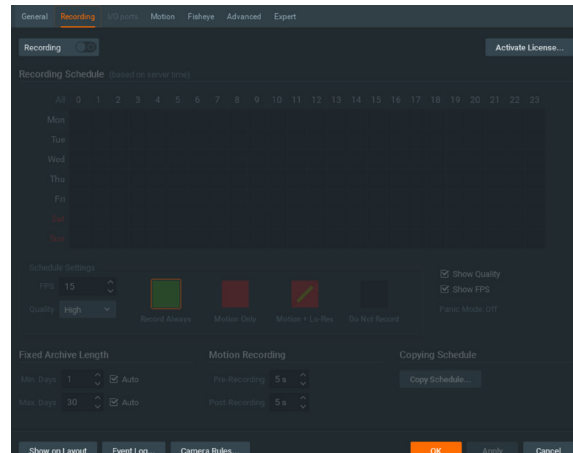 General Recording I/O ports Motion Fisheye Advanced Expert
Recording Activate License...
Recording Schedule (based on server time)
All 0 1 2 3 4 5 6 7 8 9 10 11 12 13 14 15 16 17 18 19 20 21 22 23
Mon
Tue
Wed
Thu
Fri
Sat
Sun
Schedule Settings
FPS 15
Quality High
Record Always Motion Only Motion + Lo-Res Do Not Record
Show Quality
Show FPS
Panic Mode: Off
Fixed Archive Length Motion Recording Copying Schedule
Min. Days 1 Auto Pre-Recording 5 s Copy Schedule...
Max. Days 30 Auto Post-Recording 5 s
Show on Layout Event Log... Camera Rules... OK Apply Cancel